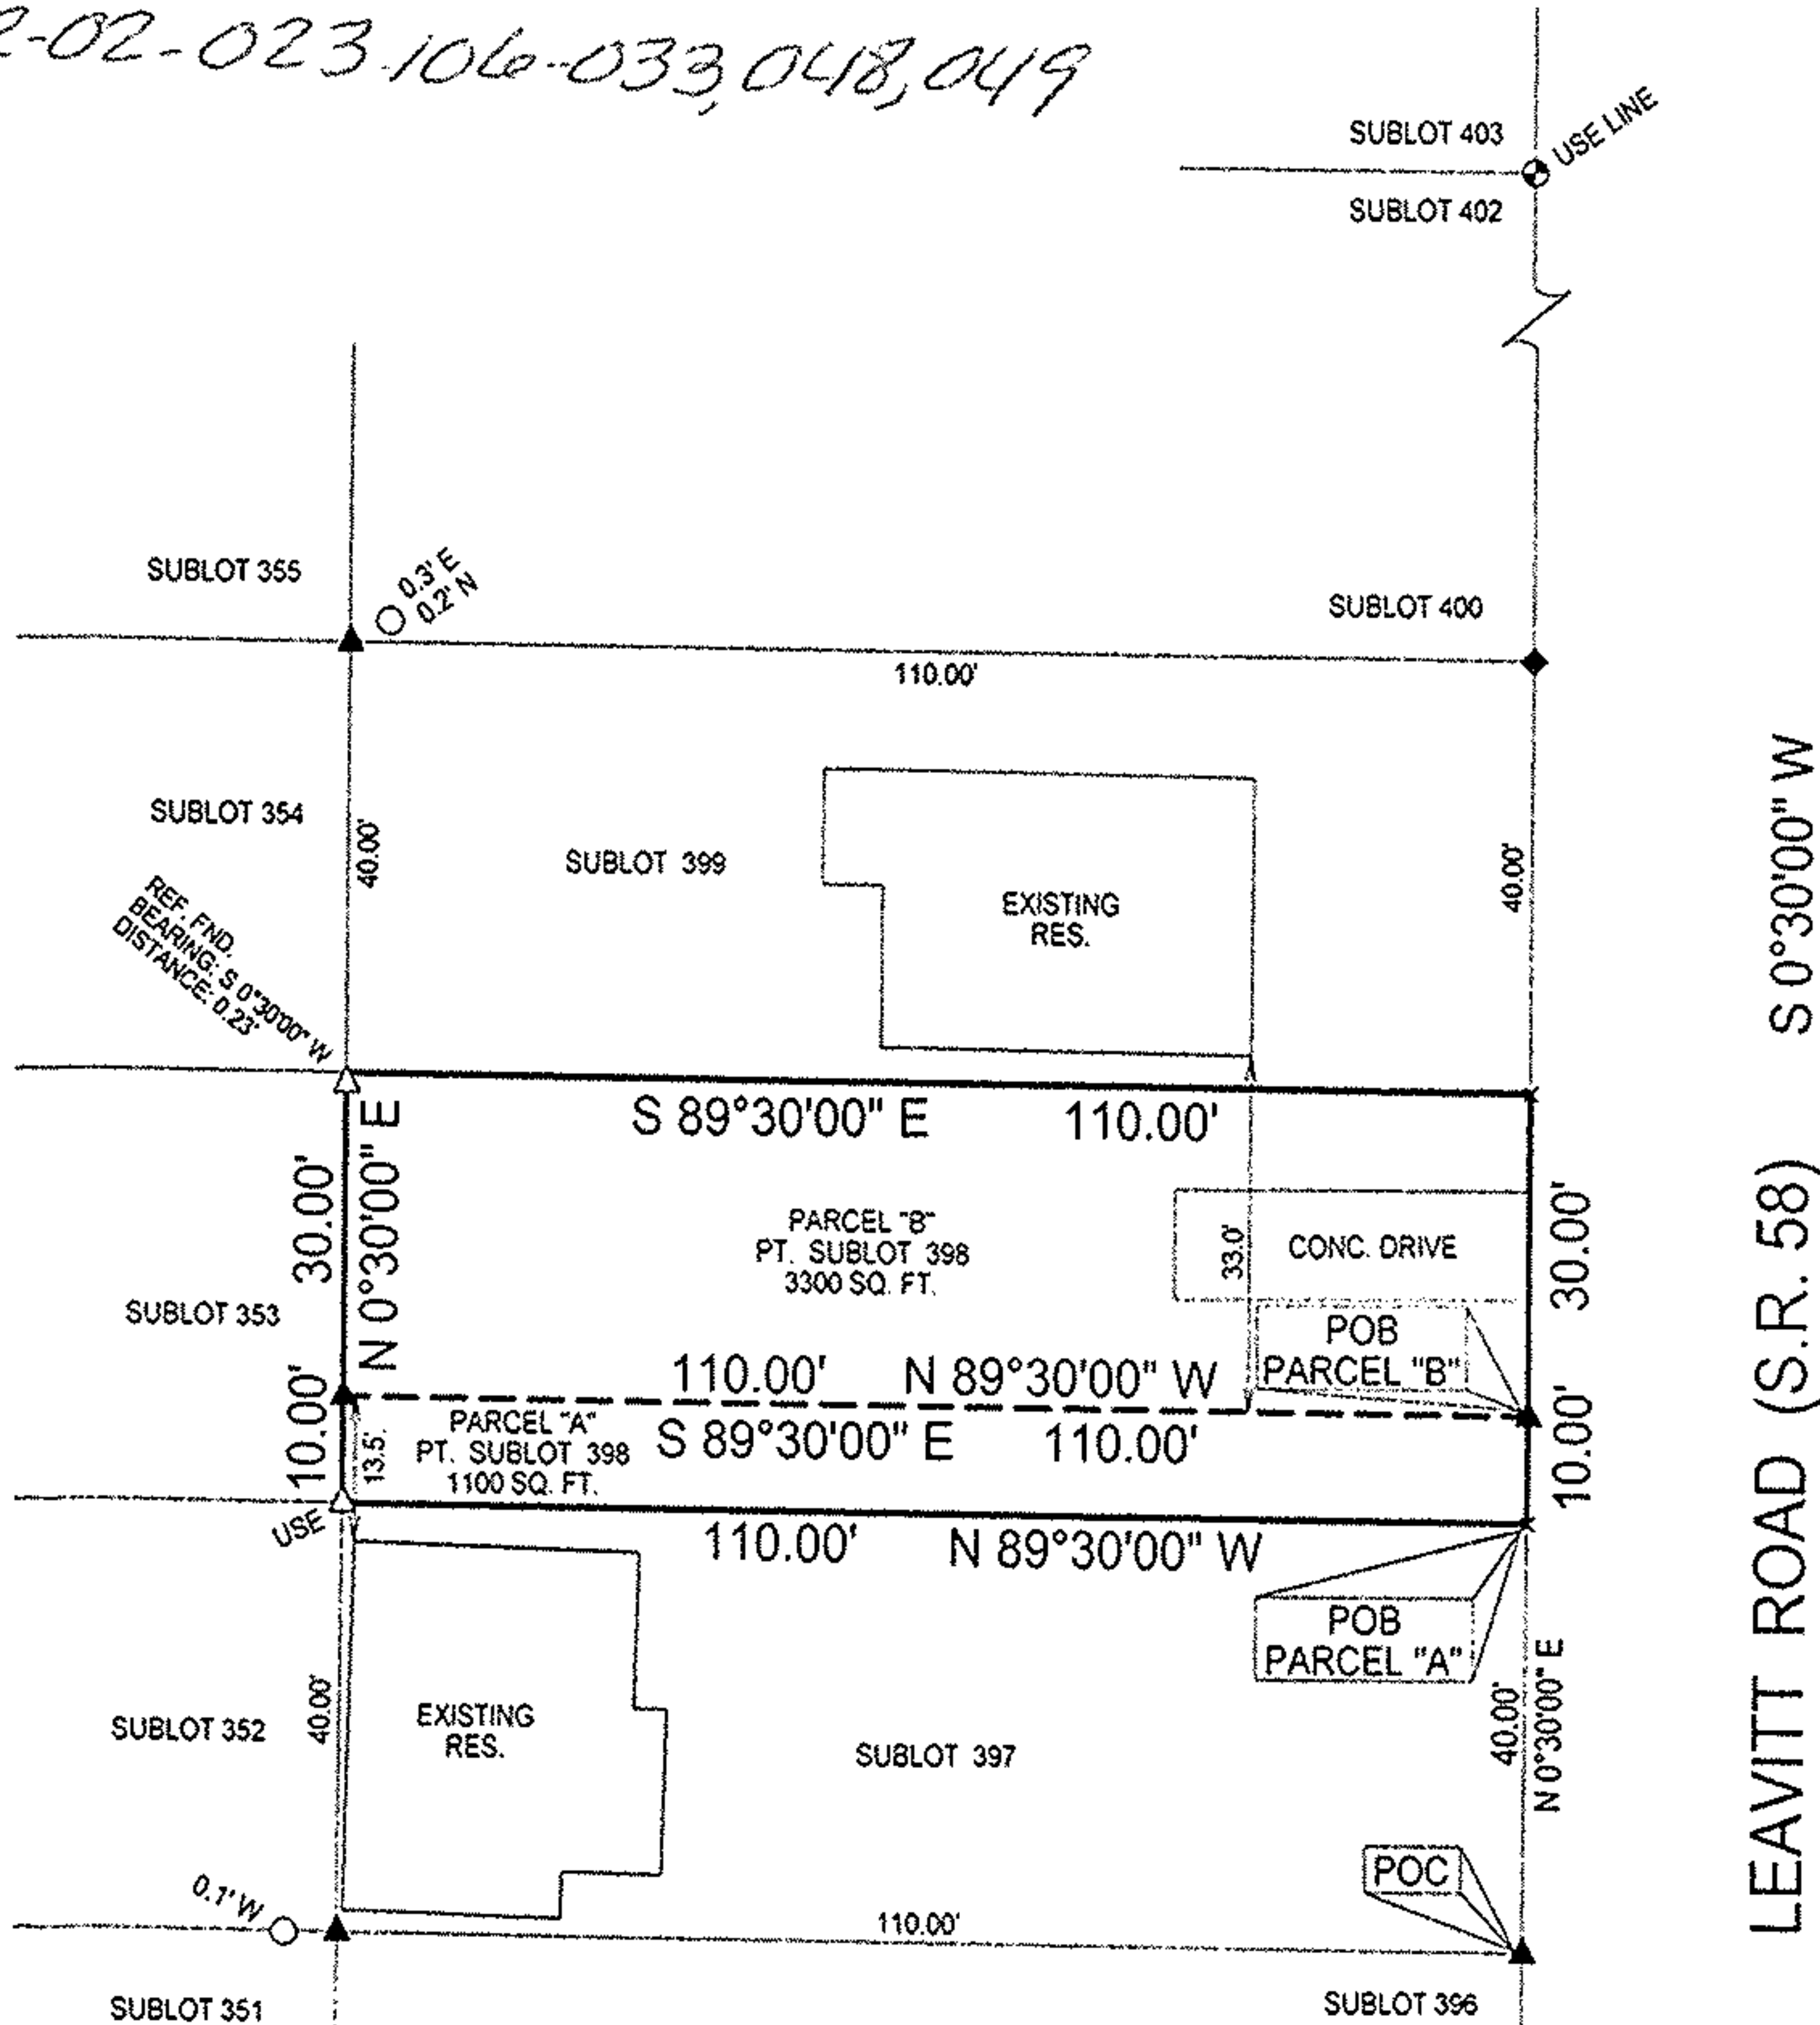 2-02-023-106-033,048,049
SUBLOT 403
USE LINE
SUBLOT 402
SUBLOT 355
0.3' E
0.2' N
SUBLOT 400
110.00'
SUBLOT 354
40.00'
SUBLOT 399
EXISTING
RES.
40.00'
S 0°30'00" W
REF. FND.
BEARING: S 0°30'00" W
DISTANCE: 0.23'
S 89°30'00" E 110.00'
30.00'
N 0°30'00" E
PARCEL "B"
PT. SUBLOT 398
3300 SQ. FT.
33.0'
CONC. DRIVE
30.00'
SUBLOT 353
POB
PARCEL "B"
110.00' N 89°30'00" W
10.00'
PARCEL "A"
PT. SUBLOT 398
1100 SQ. FT.
13.5'
S 89°30'00" E 110.00'
10.00'
USE
110.00' N 89°30'00" W
POB
PARCEL "A"
SUBLOT 352
40.00'
EXISTING
RES.
SUBLOT 397
40.00'
N 0°30'00" E
LEAVITT ROAD (S.R. 58)
POC
110.00'
SUBLOT 351
SUBLOT 396